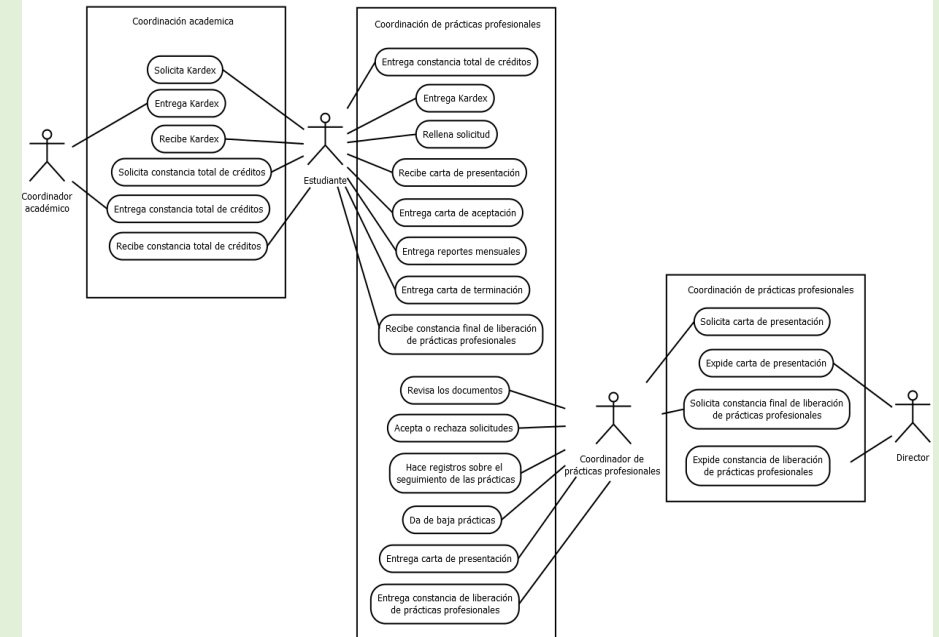 Coordinación academica
Solicita Kardex
Entrega Kardex
Recibe Kardex
Solicita constancia total de créditos
Entrega constancia total de créditos
Recibe constancia total de créditos
Coordinador
académico
Estudiante
Coordinación de prácticas profesionales
Entrega constancia total de créditos
Entrega Kardex
Rellena solicitud
Recibe carta de presentación
Entrega carta de aceptación
Entrega reportes mensuales
Entrega carta de terminación
Recibe constancia final de liberación
de prácticas profesionales
Revisa los documentos
Acepta o rechaza solicitudes
Hace registros sobre el
seguimiento de las prácticas
Da de baja prácticas
Entrega carta de presentación
Entrega constancia de liberación
de prácticas profesionales
Coordinador de
prácticas profesionales
Coordinación de prácticas profesionales
Solicita carta de presentación
Expide carta de presentación
Solicita constancia final de liberación
de prácticas profesionales
Expide constancia de liberación
de prácticas profesionales
Director